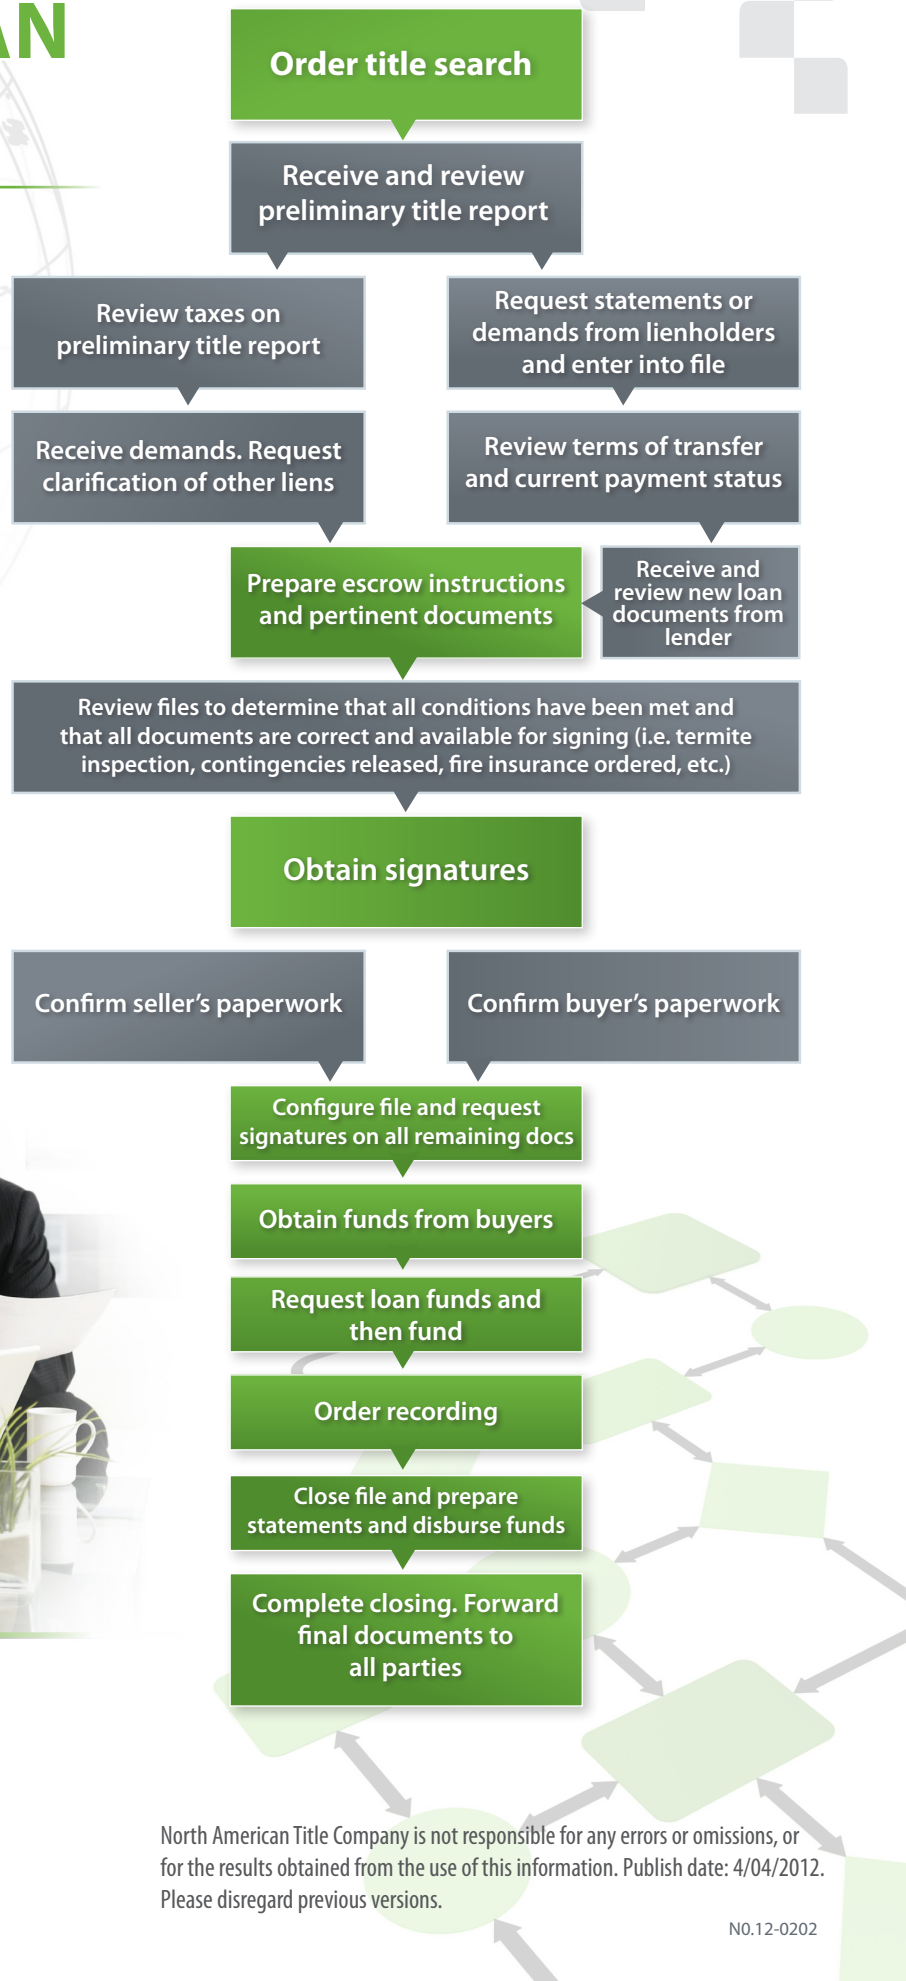 AN
Order title search
Receive and review
preliminary title report
Review taxes on
preliminary title report
Request statements or
demands from lienholders
and enter into file
Receive demands. Request
clarification of other liens
Review terms of transfer
and current payment status
Prepare escrow instructions
and pertinent documents
Receive and
review new loan
documents from
lender
Review files to determine that all conditions have been met and
that all documents are correct and available for signing (i.e. termite
inspection, contingencies released, fire insurance ordered, etc.)
Obtain signatures
Confirm seller's paperwork
Confirm buyer's paperwork
Configure file and request
signatures on all remaining docs
Obtain funds from buyers
Request loan funds and
then fund
Order recording
Close file and prepare
statements and disburse funds
Complete closing. Forward
final documents to
all parties
North American Title Company is not responsible for any errors or omissions, or
for the results obtained from the use of this information. Publish date: 4/04/2012.
Please disregard previous versions.
N0.12-0202